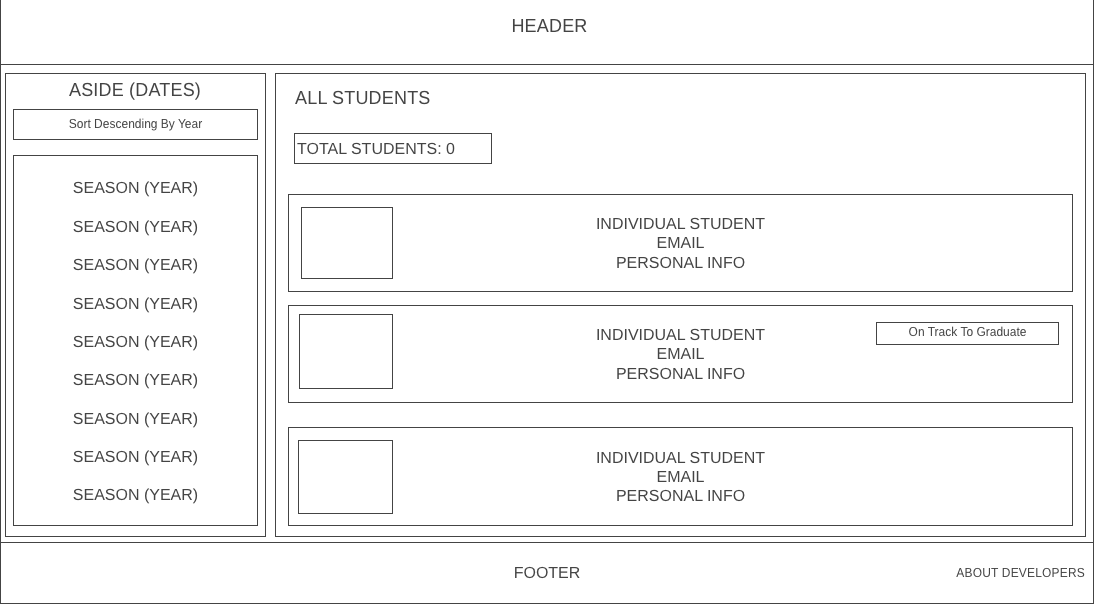 HEADER
ASIDE (DATES)
Sort Descending By Year
SEASON (YEAR)
SEASON (YEAR)
SEASON (YEAR)
SEASON (YEAR)
SEASON (YEAR)
SEASON (YEAR)
SEASON (YEAR)
SEASON (YEAR)
SEASON (YEAR)
ALL STUDENTS
TOTAL STUDENTS: 0
INDIVIDUAL STUDENT
EMAIL
PERSONAL INFO
INDIVIDUAL STUDENT
EMAIL
PERSONAL INFO
On Track To Graduate
INDIVIDUAL STUDENT
EMAIL
PERSONAL INFO
FOOTER
ABOUT DEVELOPERS